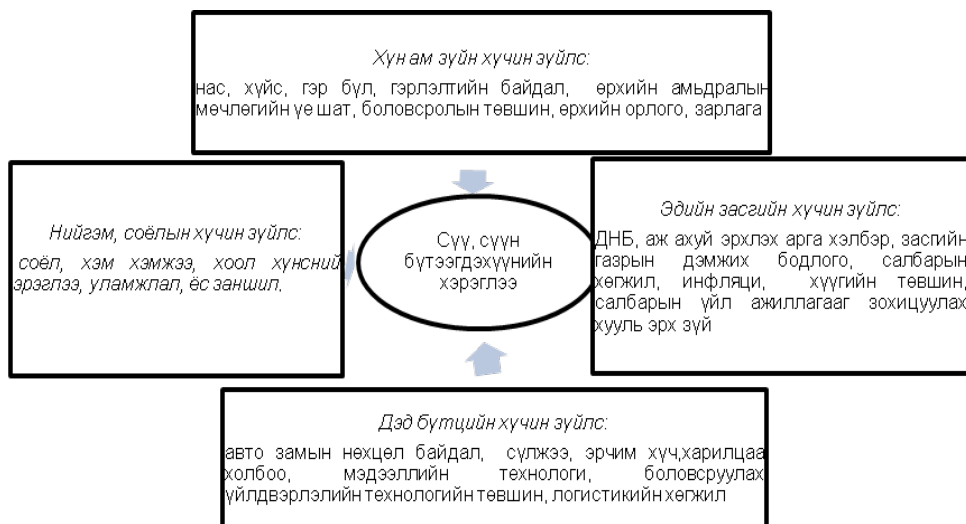 Хүн ам зүйн хүчин зүйлс:
нас, хүйс, гэр бүл, гэрлэлтийн байдал, өрхийн амьдралын
мөчлөгийн үе шат, боловсролын төвшин, өрхийн орлого, зарлага
Нийгэм, соёлын хүчин зүйлс:
соёл, хэм хэмжээ, хоол хүнсний
эрэглээ, уламжлал, ёс заншил,
Сүү, сүүн
бүтээгдэхүүнийн
хэрэглээ
Эдийн засгийн хүчин зүйлс:
ДНБ, аж ахуй эрхлэх арга хэлбэр, засгийн
газрын дэмжих бодлого, салбарын
хөгжил, инфляци, хүүгийн төвшин,
салбарын үйл ажиллагааг зохицуулах
хууль эрх зүй
Дэд бүтцийн хүчин зүйлс:
авто замын нөхцөл байдал, сүлжээ, эрчим хүч,харилцаа
холбоо, мэдээллийн технологи, боловсруулах
үйлдвэрлэлийн технологийн төвшин, логистикийн хөгжил